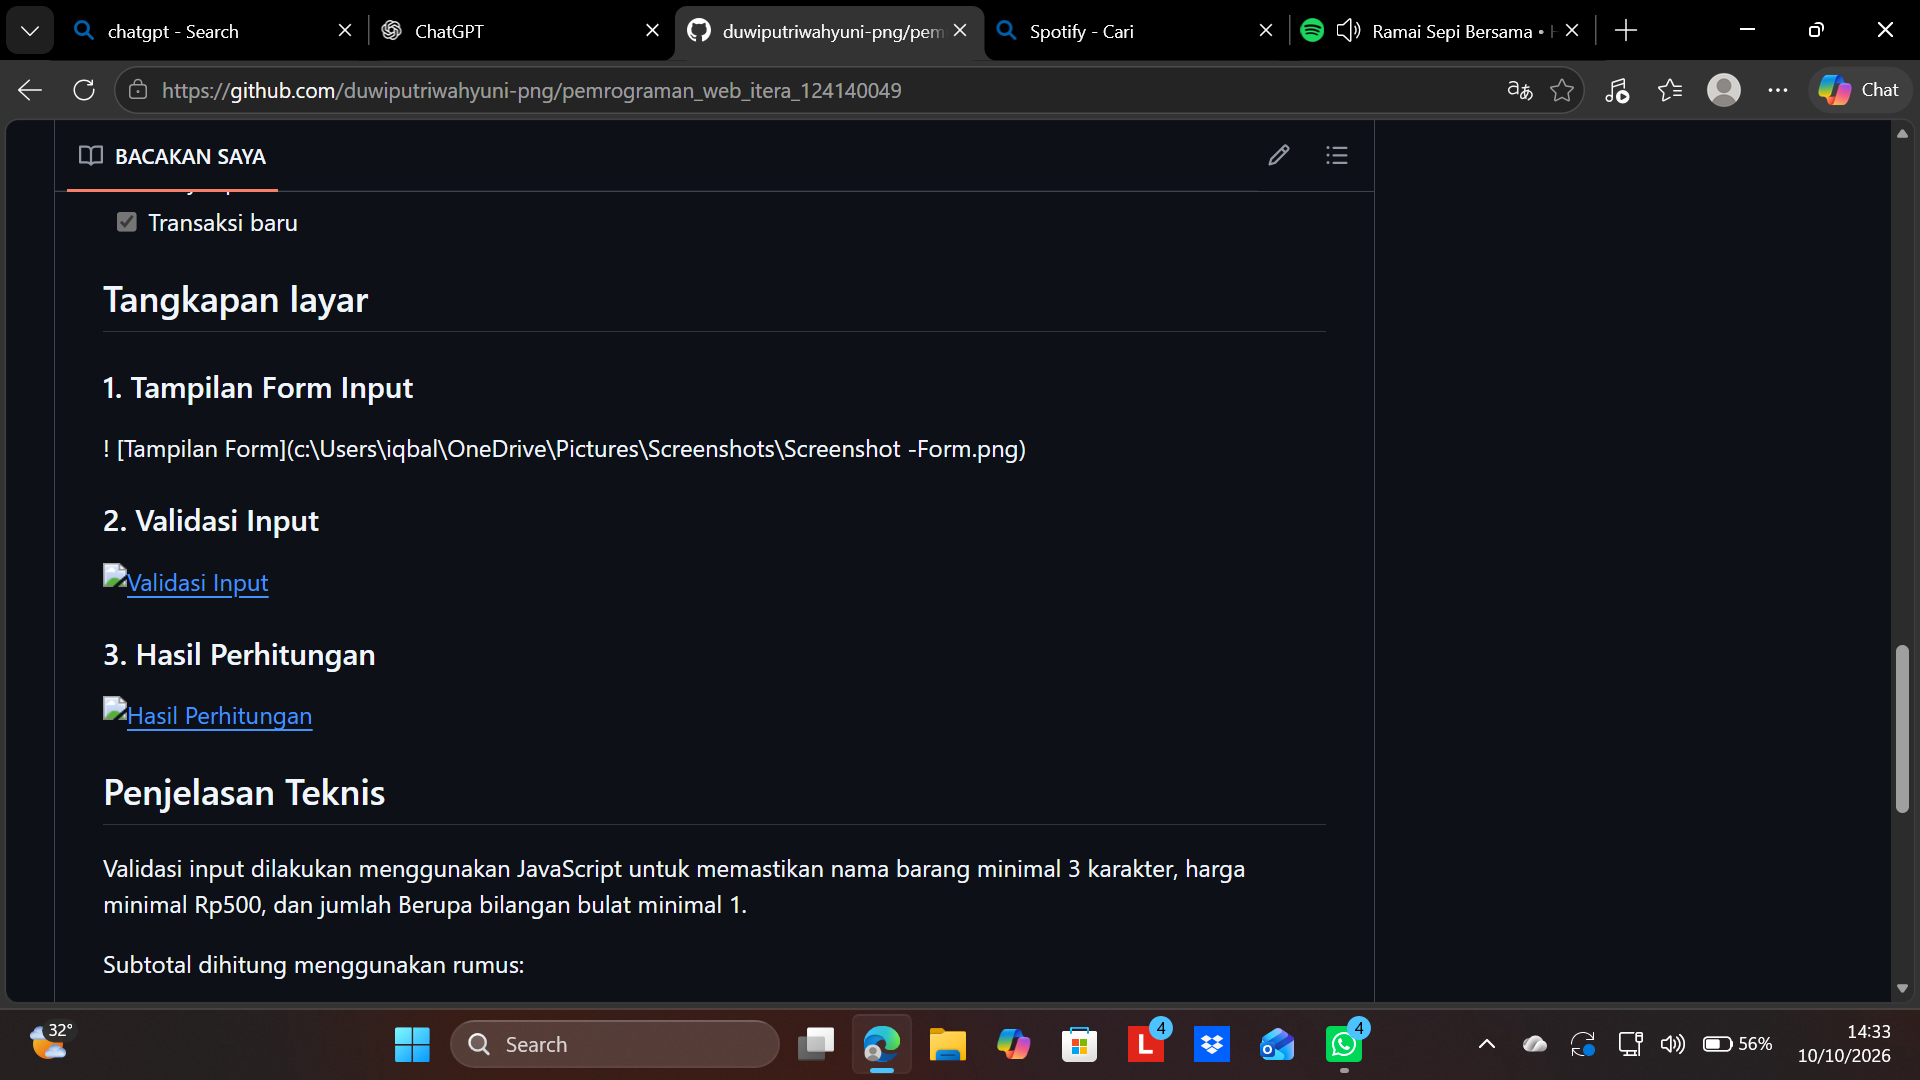 chatgpt - Search
ChatGPT
duwiputriwahyuni-png/pem
Spotify - Cari
Ramai Sepi Bersama •
https://github.com/duwiputriwahyuni-png/pemrograman_web_itera_124140049
Chat
BACAKAN SAYA
Transaksi baru
Tangkapan layar
1. Tampilan Form Input
! [Tampilan Form](c:\Users\iqbal\OneDrive\Pictures\Screenshots\Screenshot -Form.png)
2. Validasi Input
Validasi Input
3. Hasil Perhitungan
Hasil Perhitungan
Penjelasan Teknis
Validasi input dilakukan menggunakan JavaScript untuk memastikan nama barang minimal 3 karakter, harga
minimal Rp500, dan jumlah Berupa bilangan bulat minimal 1.
Subtotal dihitung menggunakan rumus:
32°
Search
4
4
56%
14:33
10/10/2026